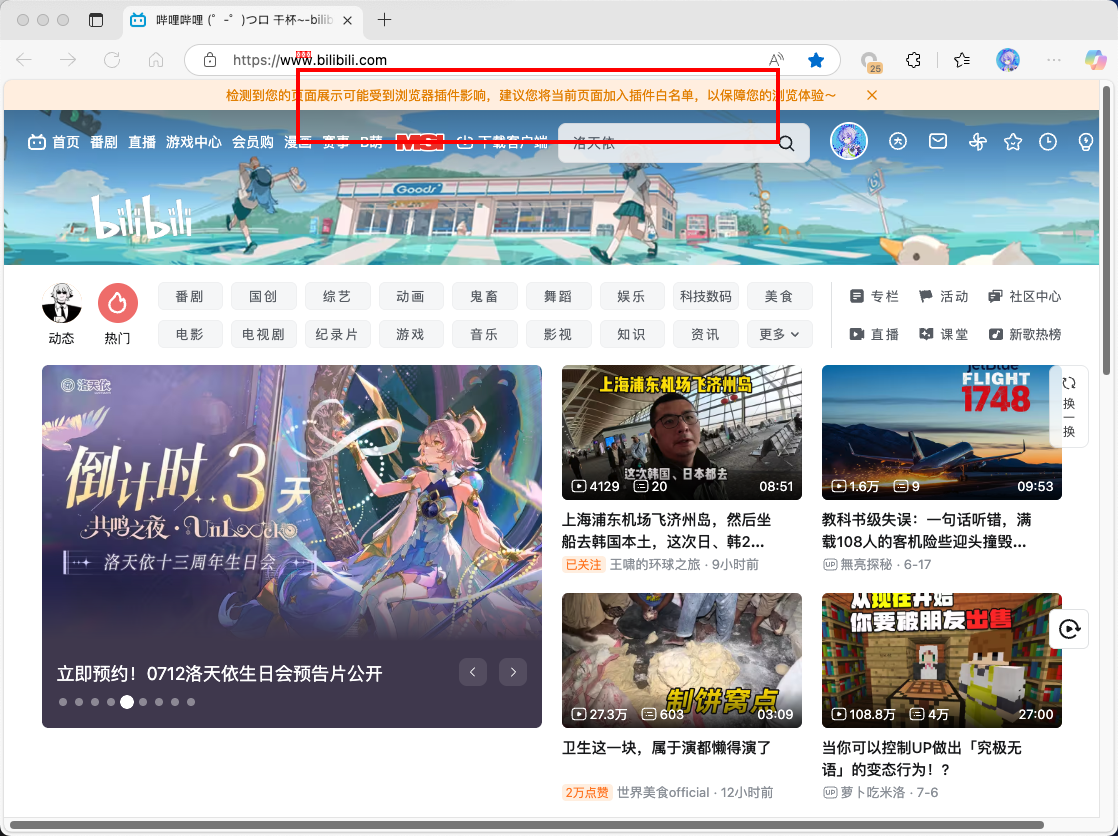 哔哩哔哩 (゜-゜)つロ 干杯~-bilib
https://www.bilibili.com
25
检测到您的页面展示可能受到浏览器插件影响，建议您将当前页面加入插件白名单，以保障您的浏览体验～
首页 番剧 直播 游戏中心 会员购 漫画 赛事 B萌 MSI 下载客户端 洛天依
Goodr
bilibili
番剧 国创 综艺 动画 鬼畜 舞蹈 娱乐 科技数码 美食 专栏 活动 社区中心
动态 热门
电影 电视剧 纪录片 游戏 音乐 影视 知识 资讯 更多 直播 课堂 新歌热榜
洛天依
倒计时 3 天
共鸣之夜·UnLock
洛天依十三周年生日会
立即预约！0712洛天依生日会预告片公开
上海浦东机场飞济州岛
这次韩国、日本都去
4129 20 08:51
上海浦东机场飞济州岛，然后坐
船去韩国本土，这次日、韩2...
已关注 王啸的环球之旅 · 9小时前
jetBlue
FLIGHT
1748
1.6万 9 09:53
教科书级失误：一句话听错，满
载108人的客机险些迎头撞毁...
UP 無亮探秘 · 6-17
换
一
换
制饼窝点
27.3万 603 03:09
卫生这一块，属于演都懒得演了
2万点赞 世界美食official · 12小时前
从现在开始
你要被朋友出售
108.8万 4万 27:00
当你可以控制UP做出「究极无
语」的变态行为！？
UP 萝卜吃米洛 · 7-6